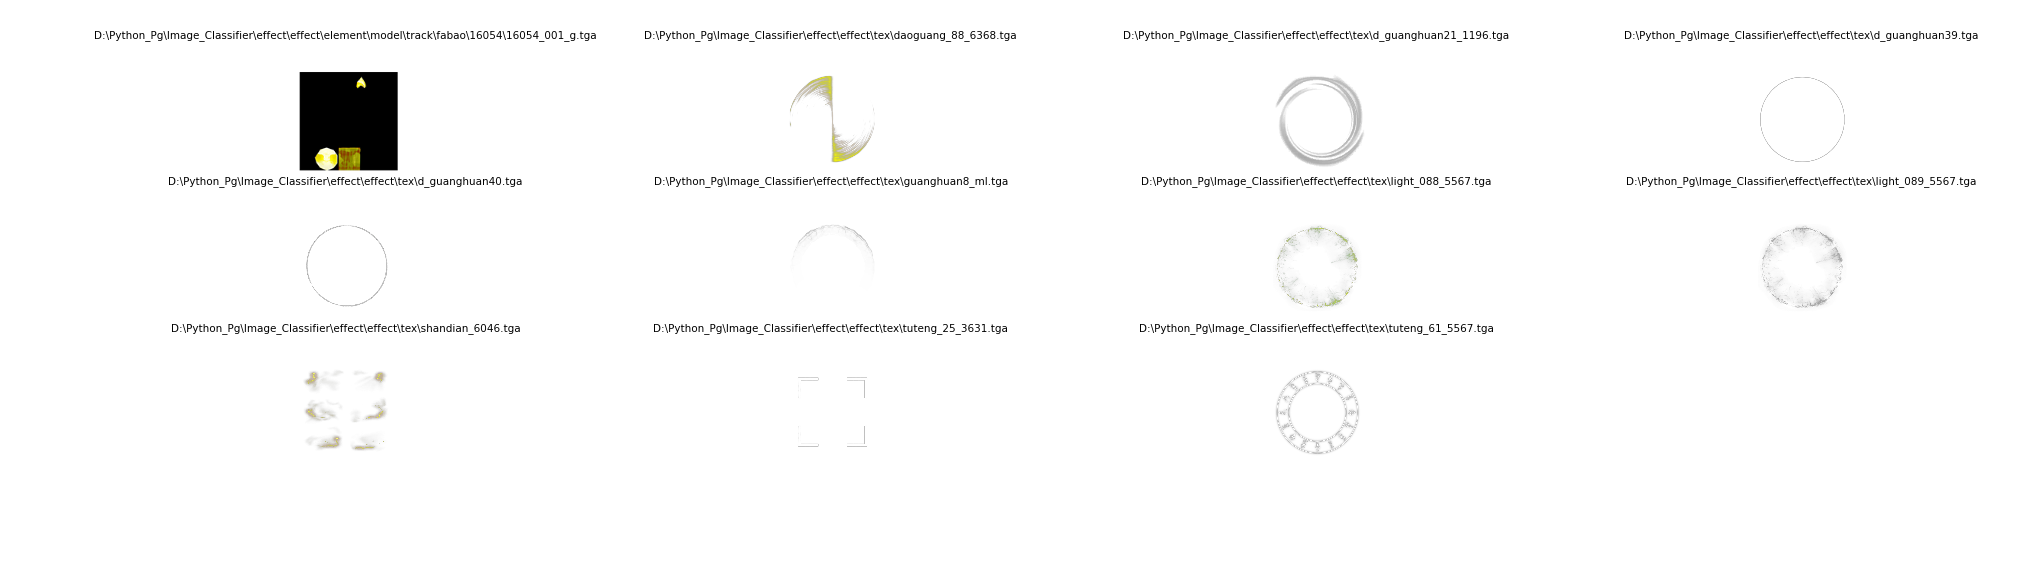 D:\Python_Pg\Image_Classifier\effect\effect\element\model\track\fabao\16054\16054_001_g.tga
D:\Python_Pg\Image_Classifier\effect\effect\tex\daoguang_88_6368.tga
D:\Python_Pg\Image_Classifier\effect\effect\tex\d_guanghuan21_1196.tga
D:\Python_Pg\Image_Classifier\effect\effect\tex\d_guanghuan39.tga
D:\Python_Pg\Image_Classifier\effect\effect\tex\d_guanghuan40.tga
D:\Python_Pg\Image_Classifier\effect\effect\tex\guanghuan8_ml.tga
D:\Python_Pg\Image_Classifier\effect\effect\tex\light_088_5567.tga
D:\Python_Pg\Image_Classifier\effect\effect\tex\light_089_5567.tga
D:\Python_Pg\Image_Classifier\effect\effect\tex\shandian_6046.tga
D:\Python_Pg\Image_Classifier\effect\effect\tex\tuteng_25_3631.tga
D:\Python_Pg\Image_Classifier\effect\effect\tex\tuteng_61_5567.tga